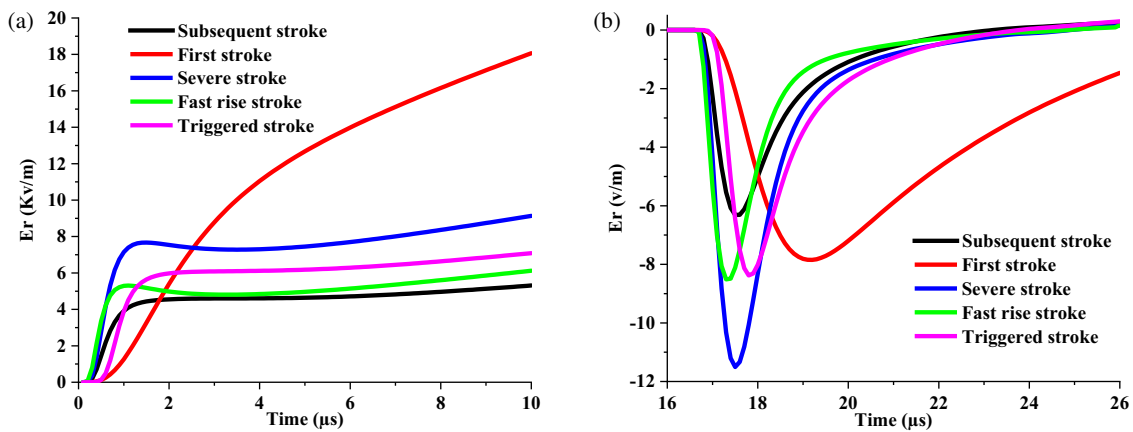 (a)
20
18
16
14
12
10
8
6
4
2
0
Er (Kv/m)
Subsequent stroke
First stroke
Severe stroke
Fast rise stroke
Triggered stroke
0 2 4 6 8 10
Time (μs)
(b)
0
-2
-4
-6
-8
-10
-12
Er (v/m)
Subsequent stroke
First stroke
Severe stroke
Fast rise stroke
Triggered stroke
16 18 20 22 24 26
Time (μs)